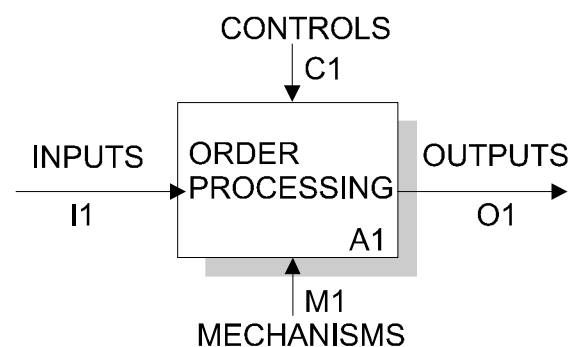 CONTROLS
C1
INPUTS
I1
ORDER
PROCESSING
A1
OUTPUTS
O1
M1
MECHANISMS